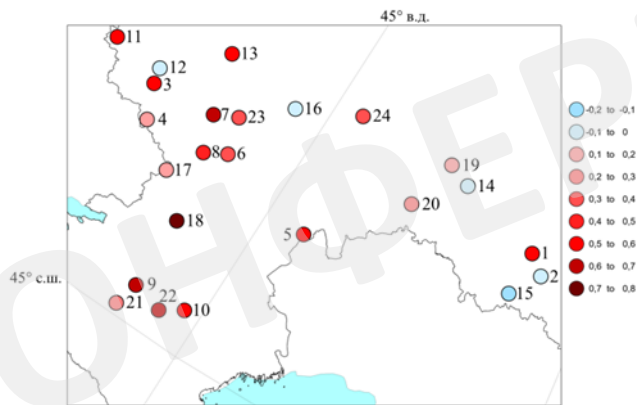 45° в.д.
11
13
12
3
16
4
7
23
24
8
6
17
19
14
18
20
5
1
45° с.ш.
9
2
15
21
22
10
-0,2 to -0,1
-0,1 to 0
0,1 to 0,2
0,2 to 0,3
0,3 to 0,4
0,4 to 0,5
0,5 to 0,6
0,6 to 0,7
0,7 to 0,8
ОНФЕР